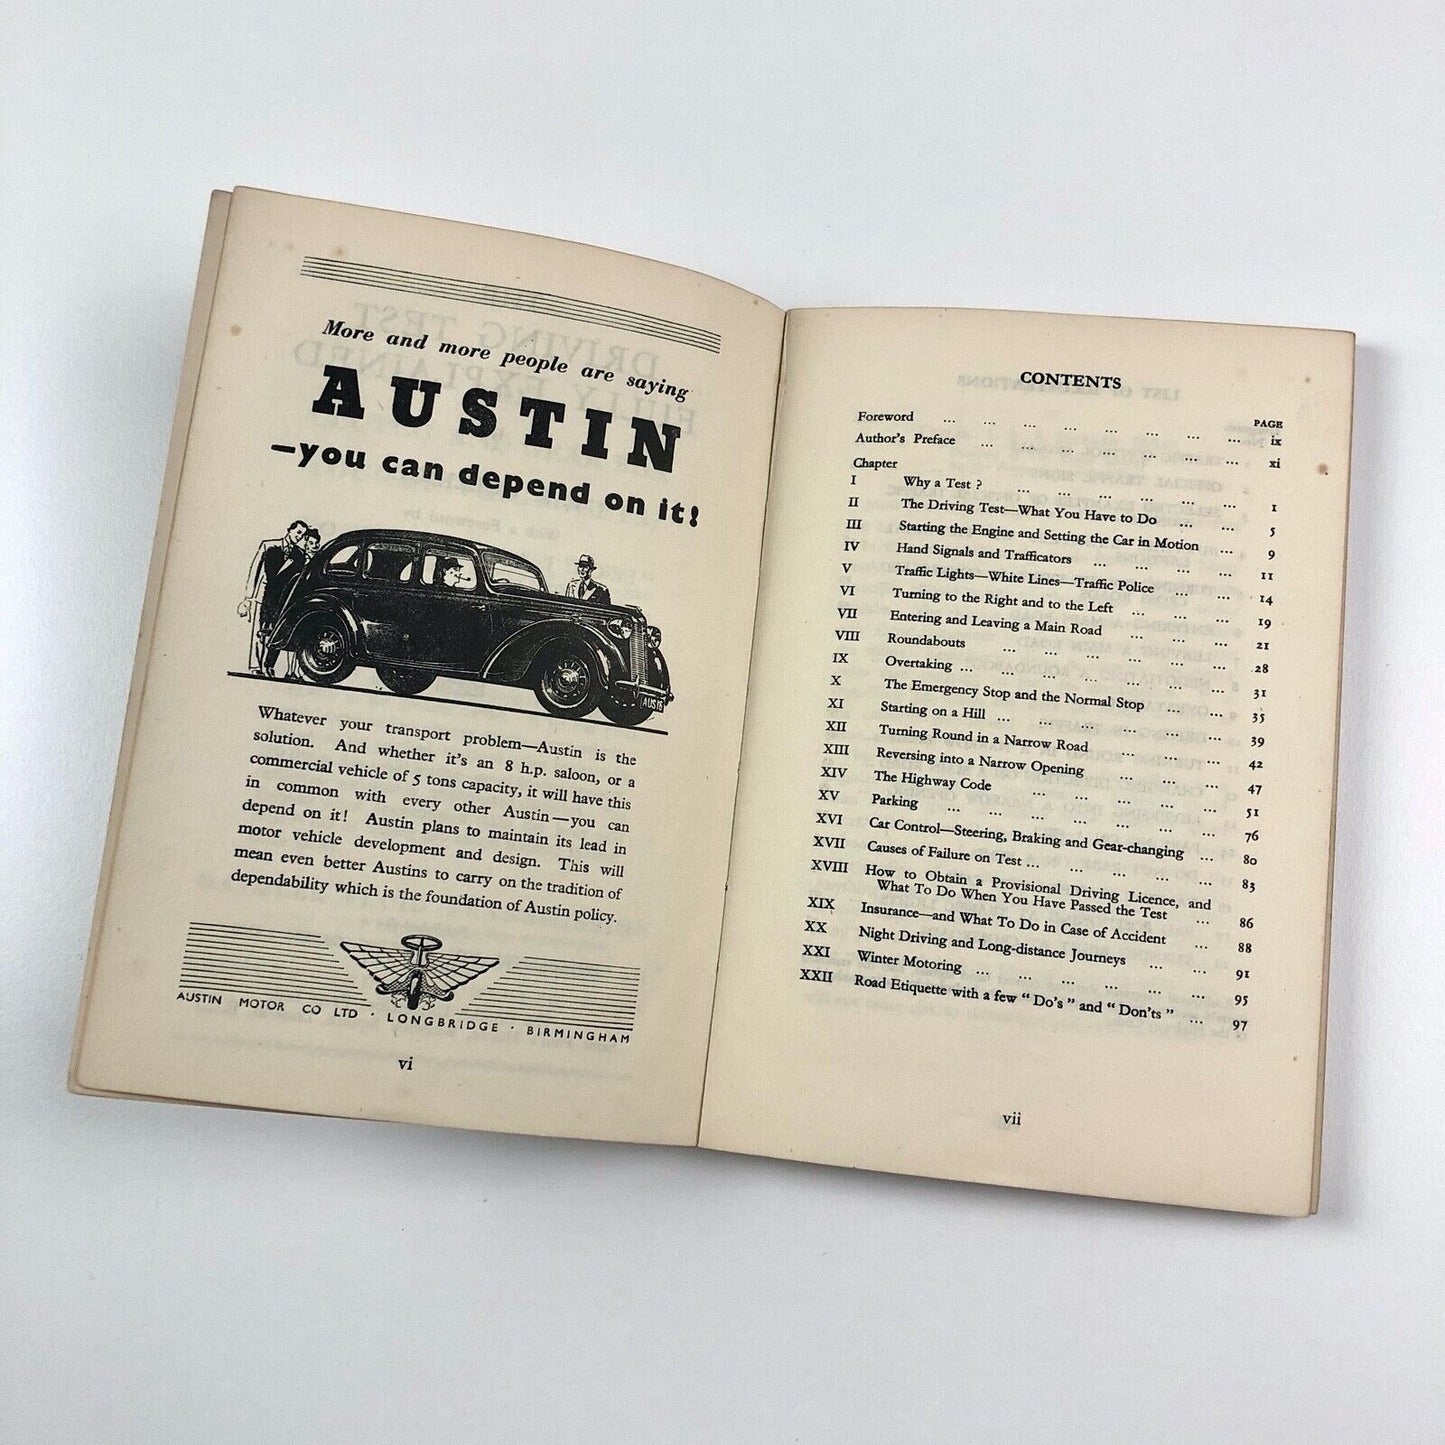 More and more people are saying
AUSTIN
—you can depend on it!
AUS 16
Whatever your transport problem—Austin is the
solution. And whether it's an 8 h.p. saloon, or a
commercial vehicle of 5 tons capacity, it will have this
in common with every other Austin—you can
depend on it! Austin plans to maintain its lead in
motor vehicle development and design. This will
mean even better Austins to carry on the tradition of
dependability which is the foundation of Austin policy.
AUSTIN MOTOR CO LTD · LONGBRIDGE · BIRMINGHAM
vi
CONTENTS
PAGE
Foreword ... ... ... ... ... ... ... ... ix
Author's Preface ... ... ... ... ... ... ... xi
Chapter
I Why a Test ? ... ... ... ... ... ... 1
II The Driving Test—What You Have to Do ... ... 5
III Starting the Engine and Setting the Car in Motion ... 9
IV Hand Signals and Trafficators ... ... ... ... 11
V Traffic Lights—White Lines—Traffic Police ... ... 14
VI Turning to the Right and to the Left ... ... ... 19
VII Entering and Leaving a Main Road ... ... ... 21
VIII Roundabouts ... ... ... ... ... ... 28
IX Overtaking ... ... ... ... ... ... ... 31
X The Emergency Stop and the Normal Stop ... ... 35
XI Starting on a Hill ... ... ... ... ... ... 39
XII Turning Round in a Narrow Road ... ... ... 42
XIII Reversing into a Narrow Opening ... ... ... 47
XIV The Highway Code ... ... ... ... ... 51
XV Parking ... ... ... ... ... ... ... 76
XVI Car Control—Steering, Braking and Gear-changing ... 80
XVII Causes of Failure on Test ... ... ... ... ... 83
XVIII How to Obtain a Provisional Driving Licence, and
What To Do When You Have Passed the Test ... 86
XIX Insurance—and What To Do in Case of Accident ... 88
XX Night Driving and Long-distance Journeys ... ... 91
XXI Winter Motoring ... ... ... ... ... ... 95
XXII Road Etiquette with a few " Do's " and " Don'ts " ... 97
vii